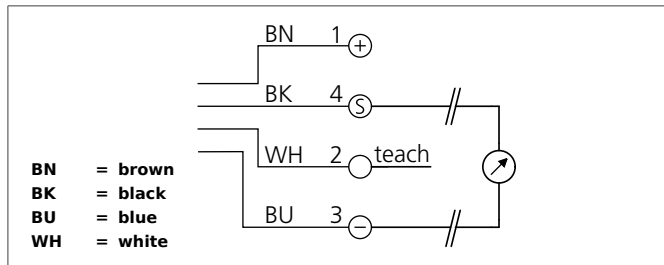 BN 1 +
BK 4 S
WH 2 teach
BU 3 −
BN = brown
BK = black
BU = blue
WH = white